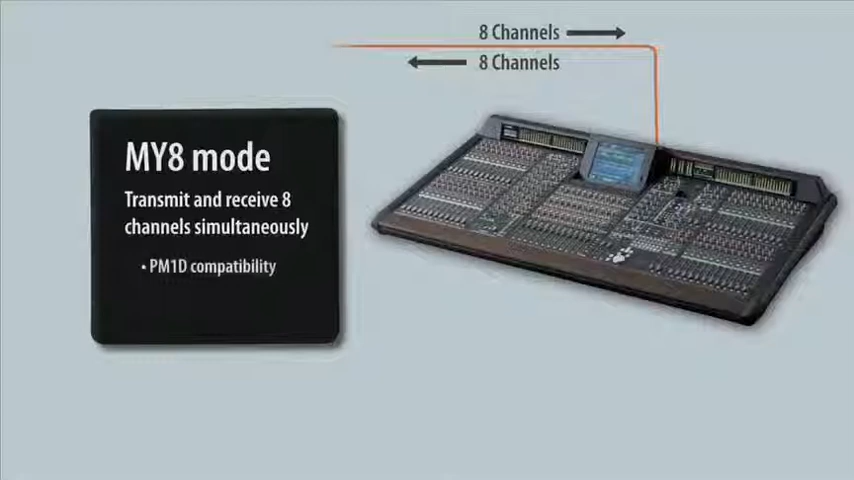 8 Channels
8 Channels
MY8 mode
Transmit and receive 8
channels simultaneously
• PM1D compatibility